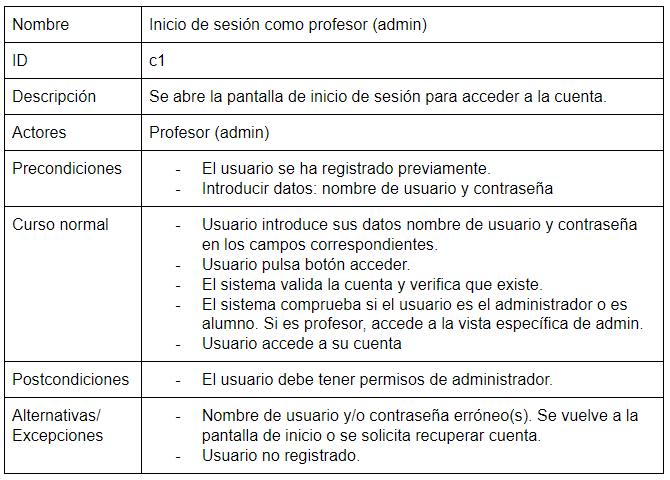 Nombre
Inicio de sesión como profesor (admin)
ID
c1
Descripción
Se abre la pantalla de inicio de sesión para acceder a la cuenta.
Actores
Profesor (admin)
Precondiciones
- El usuario se ha registrado previamente.
- Introducir datos: nombre de usuario y contraseña
Curso normal
- Usuario introduce sus datos nombre de usuario y contraseña
en los campos correspondientes.
- Usuario pulsa botón acceder.
- El sistema valida la cuenta y verifica que existe.
- El sistema comprueba si el usuario es el administrador o es
alumno. Si es profesor, accede a la vista específica de admin.
- Usuario accede a su cuenta
Postcondiciones
- El usuario debe tener permisos de administrador.
Alternativas/
Excepciones
- Nombre de usuario y/o contraseña erróneo(s). Se vuelve a la
pantalla de inicio o se solicita recuperar cuenta.
- Usuario no registrado.